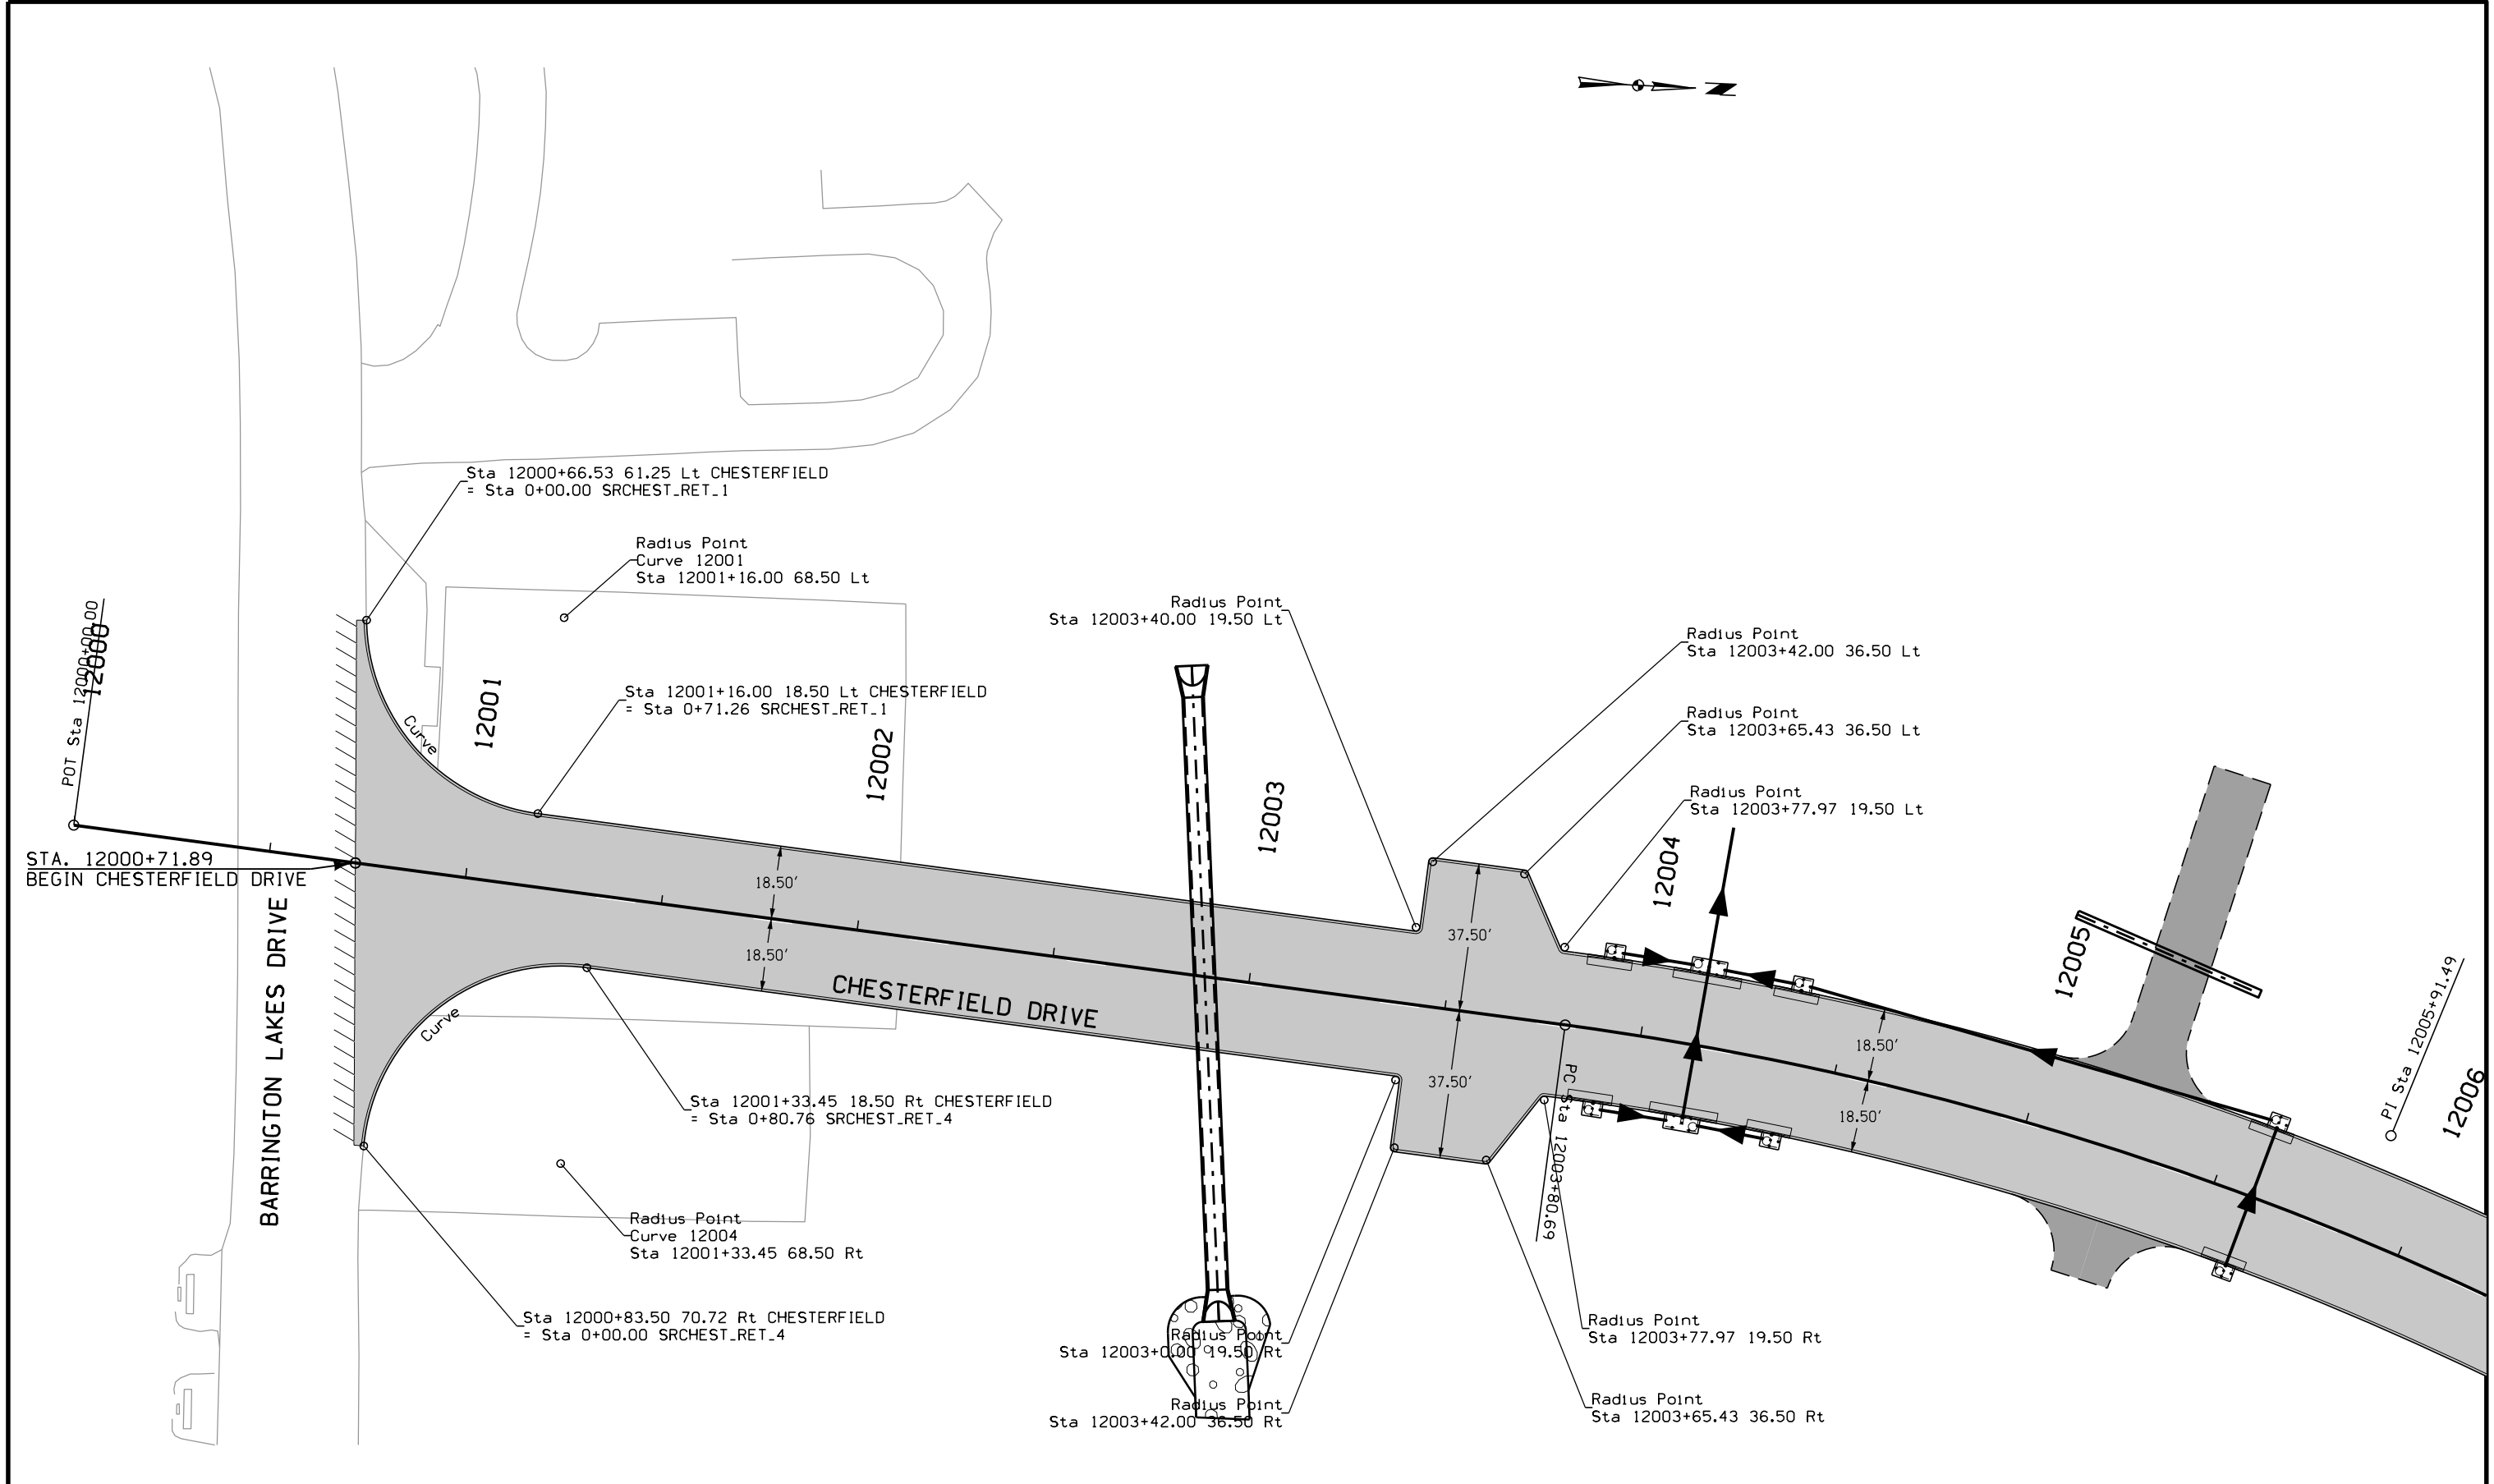 N
Sta 12000+66.53 61.25 Lt CHESTERFIELD
= Sta 0+00.00 SRCHEST_RET_1
Radius Point
Curve 12001
Sta 12001+16.00 68.50 Lt
Radius Point
Sta 12003+40.00 19.50 Lt
Radius Point
Sta 12003+42.00 36.50 Lt
Radius Point
Sta 12003+65.43 36.50 Lt
Radius Point
Sta 12003+77.97 19.50 Lt
POT Sta 12000+00.00
12000
12001
12002
12003
12004
12005
12006
Sta 12001+16.00 18.50 Lt CHESTERFIELD
= Sta 0+71.26 SRCHEST_RET_1
Curve
STA. 12000+71.89
BEGIN CHESTERFIELD DRIVE
BARRINGTON LAKES DRIVE
18.50'
18.50'
CHESTERFIELD DRIVE
37.50'
37.50'
18.50'
18.50'
PC Sta 12003+80.69
PI Sta 12005+91.49
Curve
Sta 12001+33.45 18.50 Rt CHESTERFIELD
= Sta 0+80.76 SRCHEST_RET_4
Radius Point
Curve 12004
Sta 12001+33.45 68.50 Rt
Sta 12000+83.50 70.72 Rt CHESTERFIELD
= Sta 0+00.00 SRCHEST_RET_4
Radius Point
Sta 12003+0.00 19.50 Rt
Radius Point
Sta 12003+42.00 36.50 Rt
Radius Point
Sta 12003+77.97 19.50 Rt
Radius Point
Sta 12003+65.43 36.50 Rt